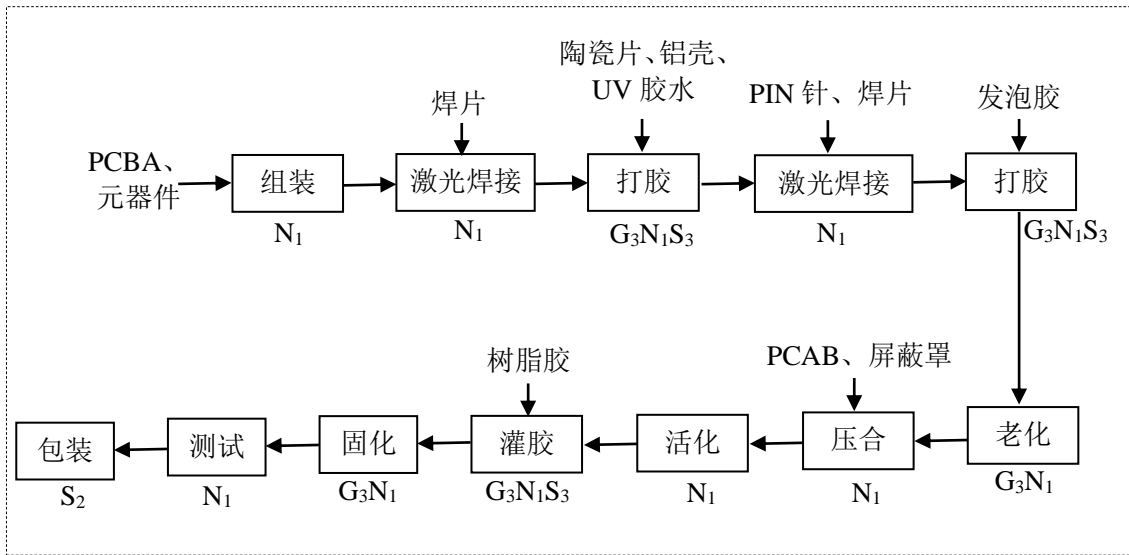 陶瓷片、铝壳、
UV 胶水
焊片
PIN 针、焊片
发泡胶
PCBA、
元器件
组装
激光焊接
打胶
激光焊接
打胶
N₁
N₁
G₃N₁S₃
N₁
G₃N₁S₃
树脂胶
PCAB、屏蔽罩
包装
测试
固化
灌胶
活化
压合
老化
S₂
N₁
G₃N₁
G₃N₁S₃
N₁
N₁
G₃N₁